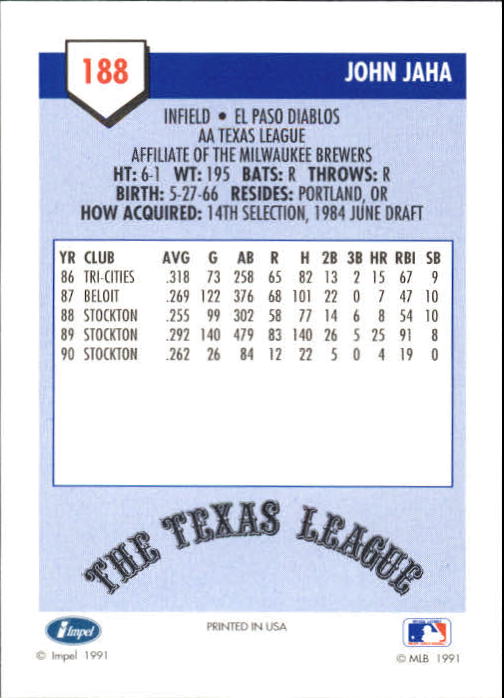 188
JOHN JAHA
INFIELD • EL PASO DIABLOS
AA TEXAS LEAGUE
AFFILIATE OF THE MILWAUKEE BREWERS
HT: 6-1 WT: 195 BATS: R THROWS: R
BIRTH: 5-27-66 RESIDES: PORTLAND, OR
HOW ACQUIRED: 14TH SELECTION, 1984 JUNE DRAFT
YR CLUB AVG G AB R H 2B 3B HR RBI SB
86 TRI-CITIES .318 73 258 65 82 13 2 15 67 9
87 BELOIT .269 122 376 68 101 22 0 7 47 10
88 STOCKTON .255 99 302 58 77 14 6 8 54 10
89 STOCKTON .292 140 479 83 140 26 5 25 91 8
90 STOCKTON .262 26 84 12 22 5 0 4 19 0
THE TEXAS LEAGUE
Impel
PRINTED IN USA
© Impel 1991
© MLB 1991